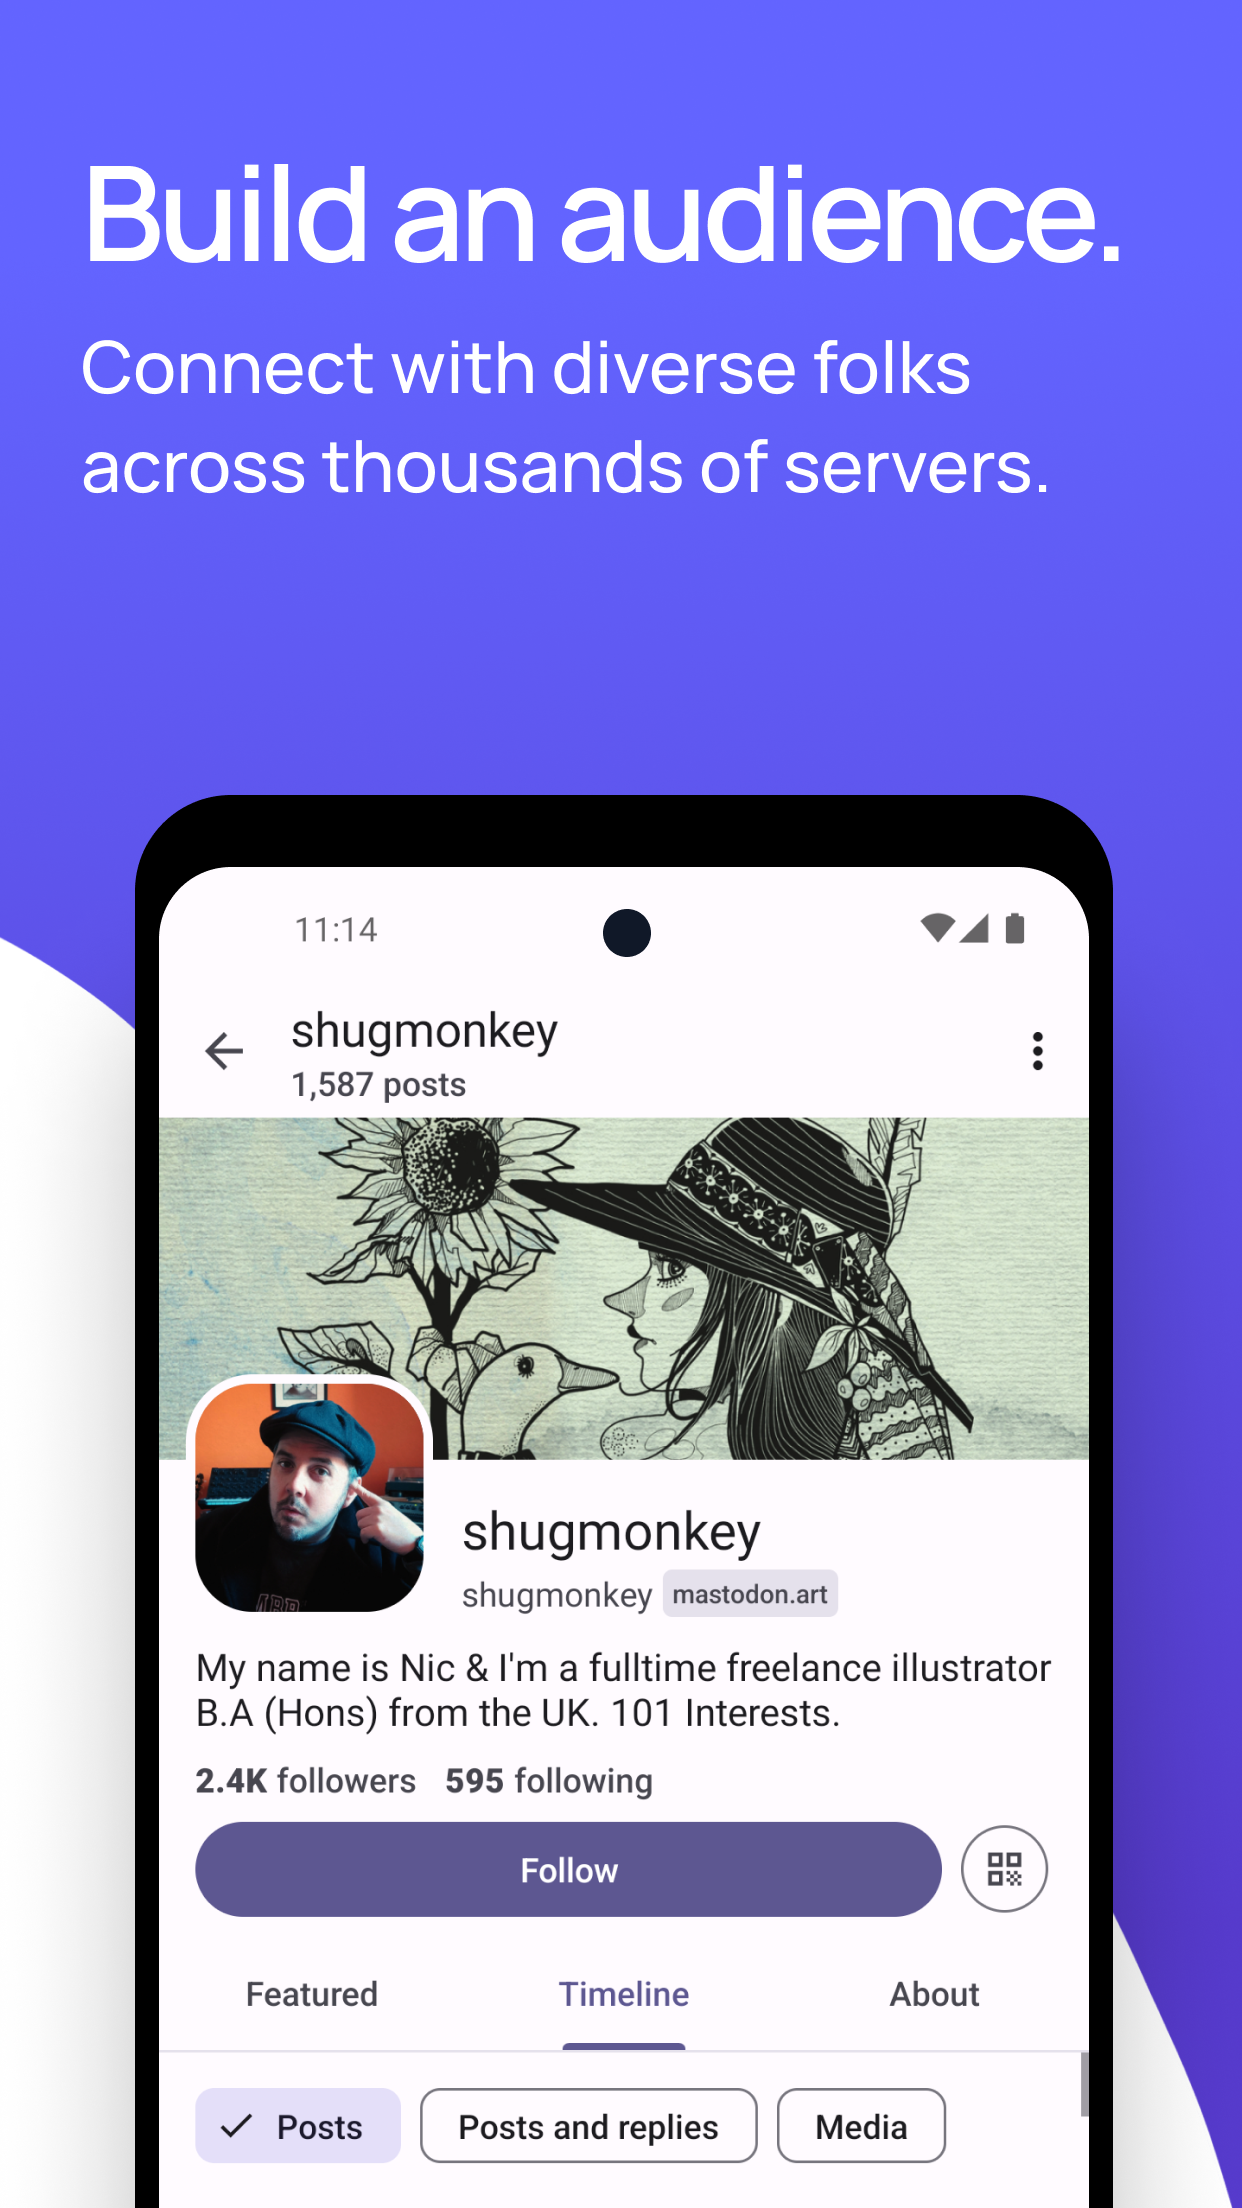 Build an audience.
Connect with diverse folks
across thousands of servers.
11:14
shugmonkey
1,587 posts
shugmonkey
shugmonkey mastodon.art
My name is Nic & I'm a fulltime freelance illustrator
B.A (Hons) from the UK. 101 Interests.
2.4K followers 595 following
Follow
Featured Timeline About
Posts Posts and replies Media